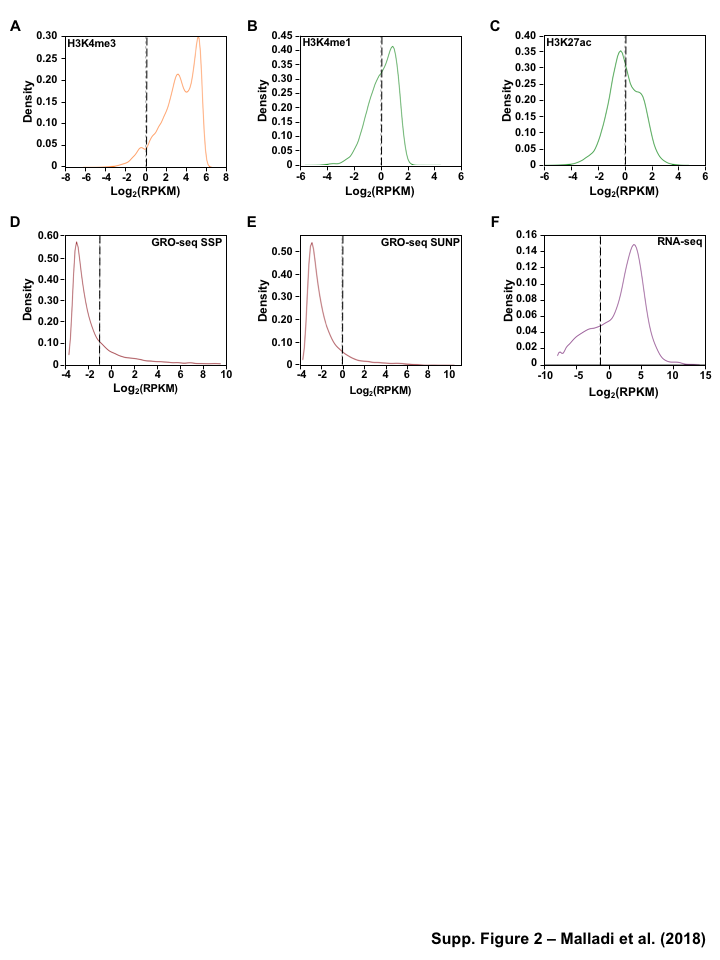 A
H3K4me3
Density
0.30
0.25
0.20
0.15
0.10
0.05
0
-8 -6 -4 -2 0 2 4 6 8
Log2(RPKM)
B
H3K4me1
Density
0.45
0.40
0.35
0.30
0.25
0.20
0.15
0.10
0.05
0
-6 -4 -2 0 2 4 6
Log2(RPKM)
C
H3K27ac
Density
0.40
0.35
0.30
0.25
0.20
0.15
0.10
0.05
0
-6 -4 -2 0 2 4 6
Log2(RPKM)
D
GRO-seq SSP
Density
0.60
0.50
0.40
0.30
0.20
0.10
0
-4 -2 0 2 4 6 8 10
Log2(RPKM)
E
GRO-seq SUNP
Density
0.50
0.40
0.30
0.20
0.10
0
-4 -2 0 2 4 6 8 10
Log2(RPKM)
F
RNA-seq
Density
0.16
0.14
0.12
0.10
0.08
0.06
0.04
0.02
0
-10 -5 0 5 10 15
Log2(RPKM)
Supp. Figure 2 – Malladi et al. (2018)